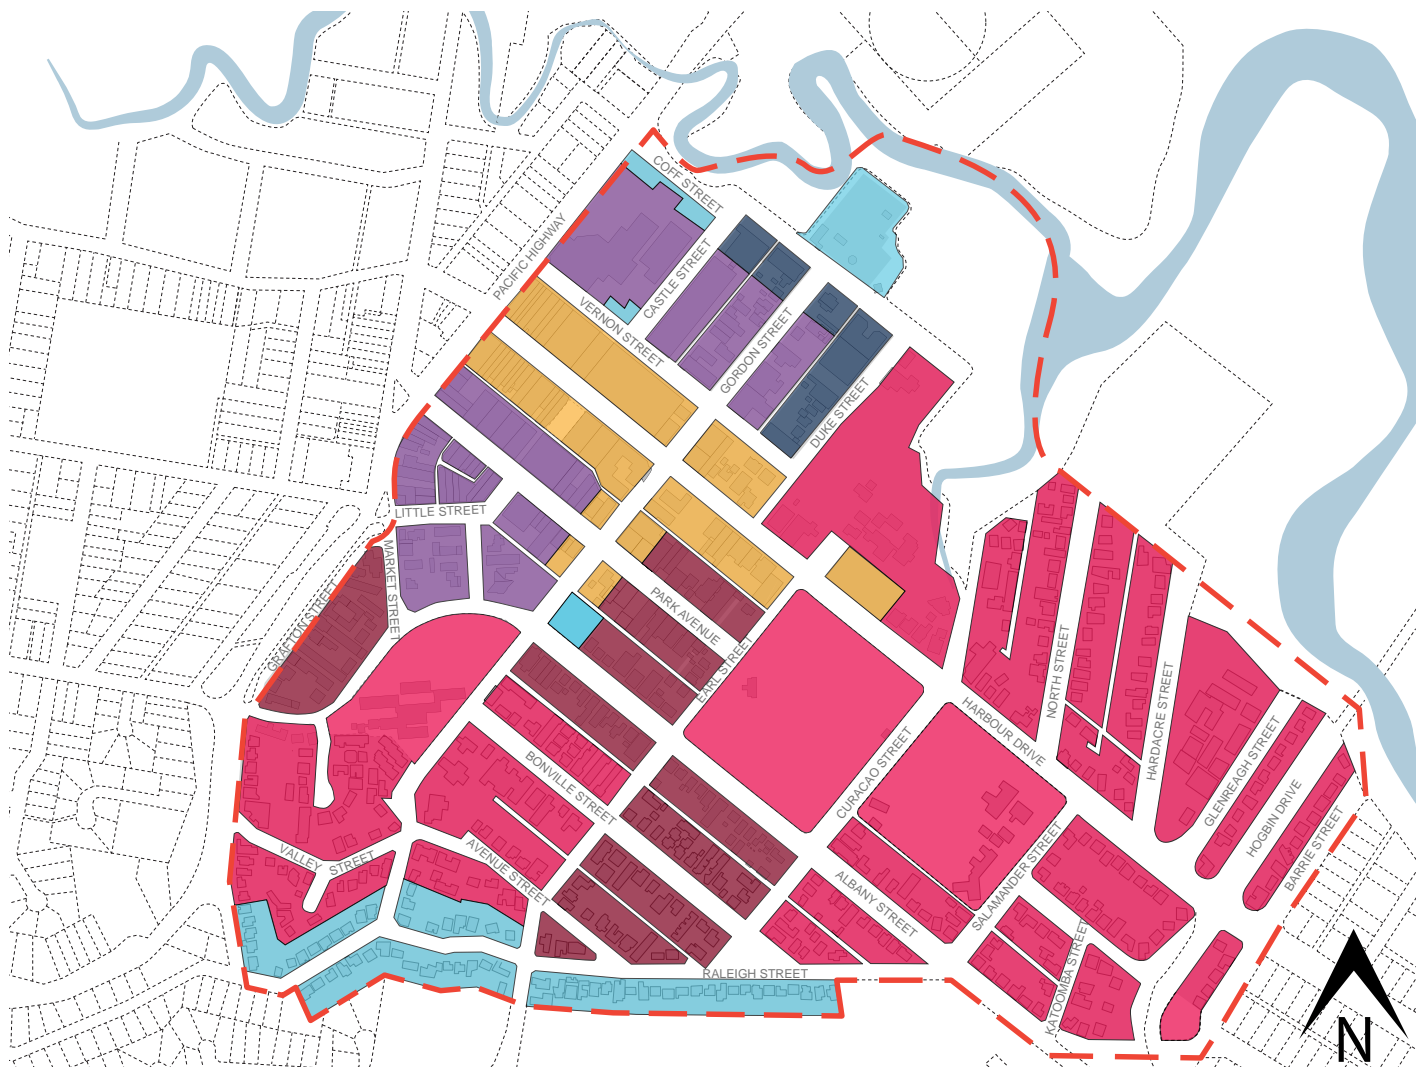 COFF STREET
PACIFIC HIGHWAY
CASTLE STREET
VERNON STREET
GORDON STREET
DUKE STREET
LITTLE STREET
MARKET STREET
GRAFTON STREET
PARK AVENUE
EARL STREET
NORTH STREET
HARDACRE STREET
HARBOUR DRIVE
CURACAO STREET
GLENREAGH STREET
HOGBIN DRIVE
BARRIE STREET
BONVILLE STREET
AVENUE STREET
VALLEY STREET
ALBANY STREET
SALAMANDER STREET
KATOOMBA STREET
RALEIGH STREET
N